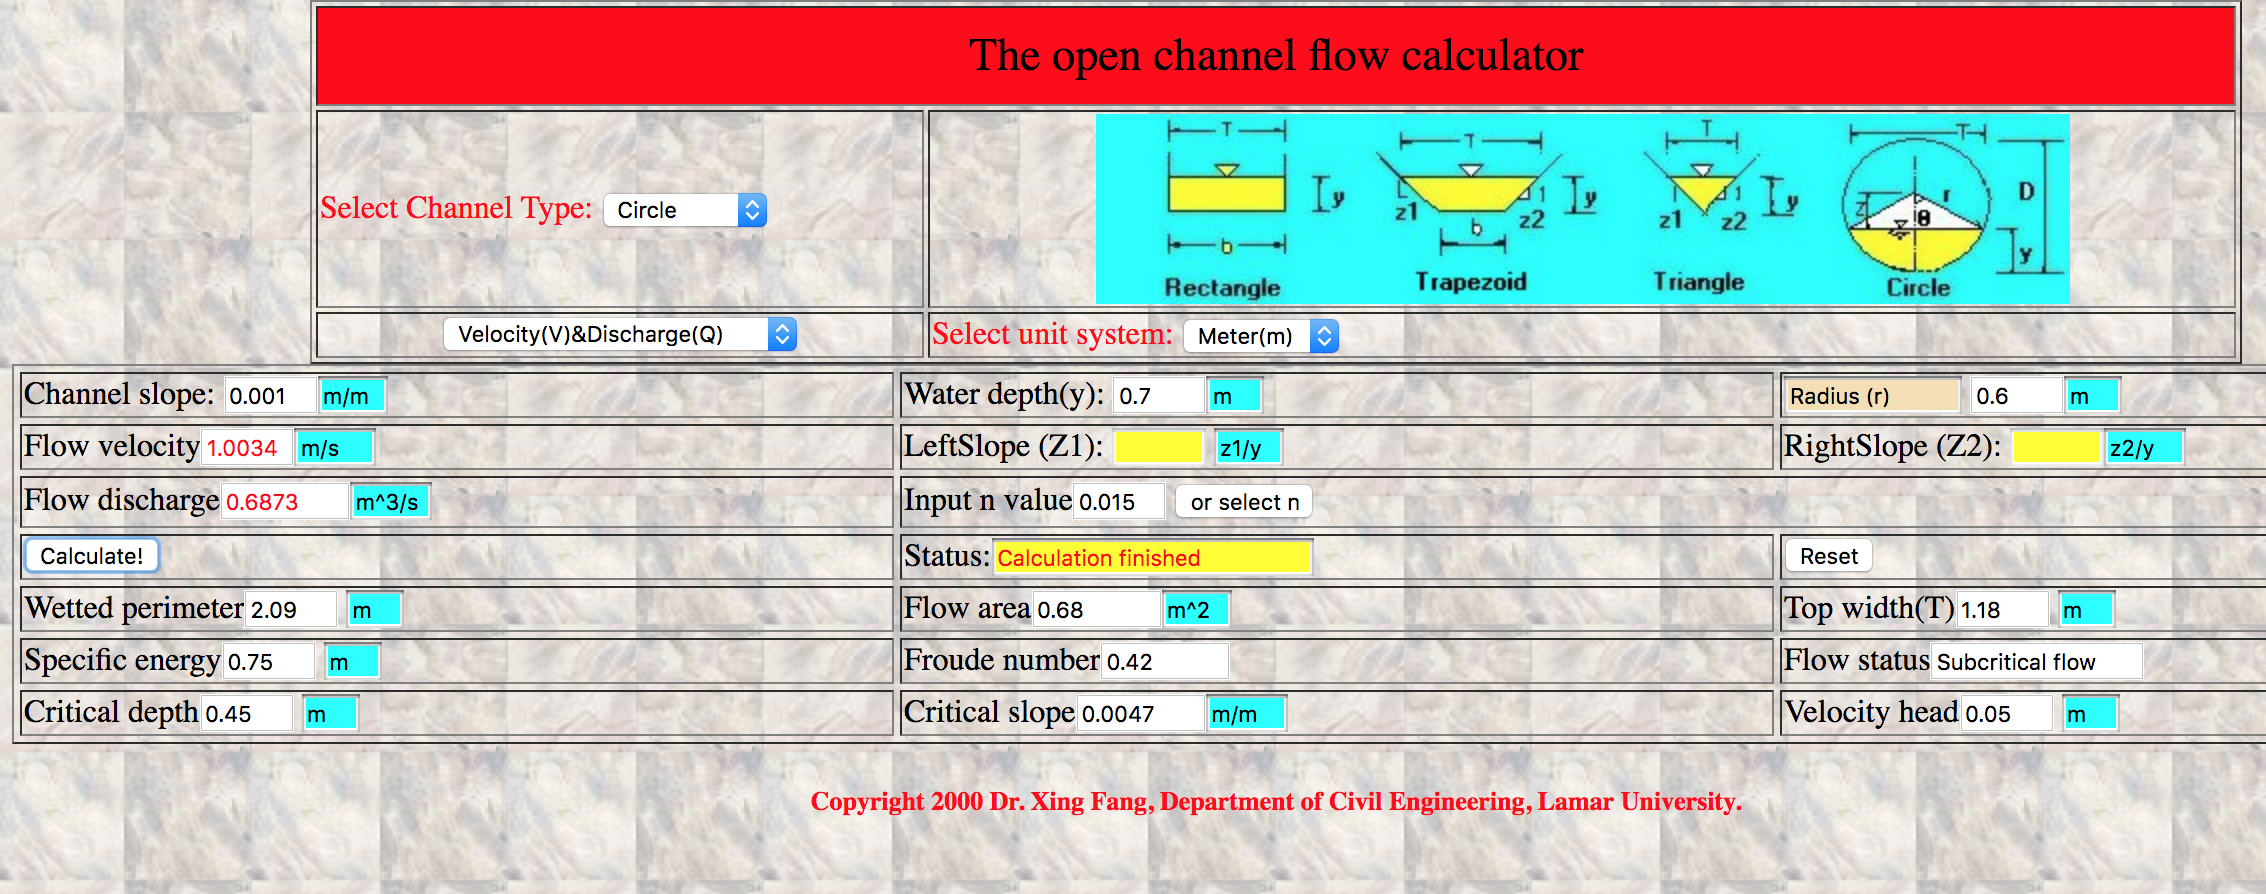 The open channel flow calculator
Select Channel Type: Circle
T T T T
y y y D
z1 1 z2 z1 1 z2 z r θ
b b y
Rectangle Trapezoid Triangle Circle
Velocity(V)&Discharge(Q) Select unit system: Meter(m)
Channel slope: 0.001 m/m Water depth(y): 0.7 m Radius (r) 0.6 m
Flow velocity 1.0034 m/s LeftSlope (Z1): z1/y RightSlope (Z2): z2/y
Flow discharge 0.6873 m^3/s Input n value 0.015 or select n
Calculate! Status: Calculation finished Reset
Wetted perimeter 2.09 m Flow area 0.68 m^2 Top width(T) 1.18 m
Specific energy 0.75 m Froude number 0.42 Flow status Subcritical flow
Critical depth 0.45 m Critical slope 0.0047 m/m Velocity head 0.05 m
Copyright 2000 Dr. Xing Fang, Department of Civil Engineering, Lamar University.